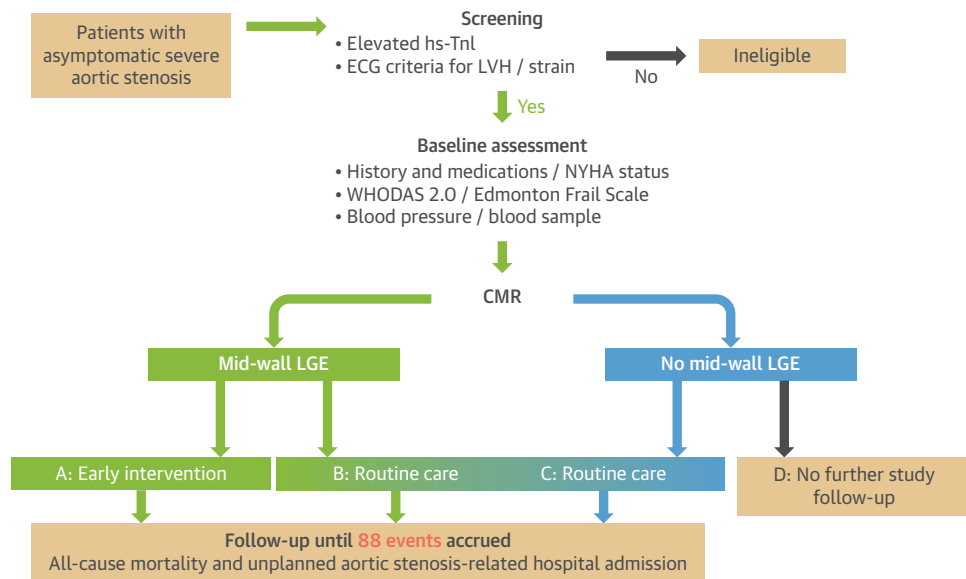 Patients with
asymptomatic severe
aortic stenosis
Screening
• Elevated hs-TnI
• ECG criteria for LVH / strain
No
Ineligible
Yes
Baseline assessment
• History and medications / NYHA status
• WHODAS 2.0 / Edmonton Frail Scale
• Blood pressure / blood sample
CMR
Mid-wall LGE
No mid-wall LGE
A: Early intervention
B: Routine care
C: Routine care
D: No further study
follow-up
Follow-up until 88 events accrued
All-cause mortality and unplanned aortic stenosis-related hospital admission